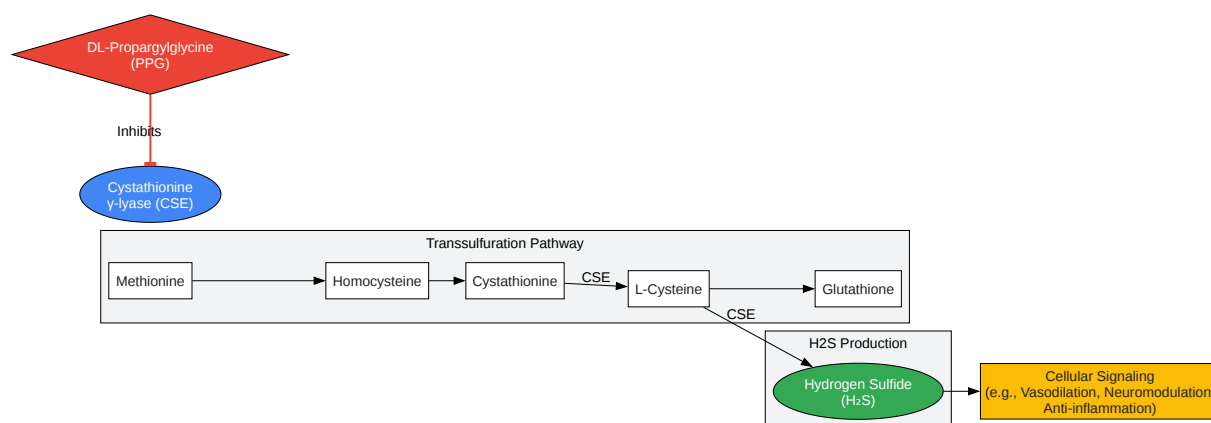 DL-Propargylglycine
(PPG)
Inhibits
Cystathionine
γ-lyase (CSE)
Transsulfuration Pathway
Methionine
Homocysteine
Cystathionine
CSE
L-Cysteine
Glutathione
CSE
H2S Production
Hydrogen Sulfide
(H₂S)
Cellular Signaling
(e.g., Vasodilation, Neuromodulation
Anti-inflammation)